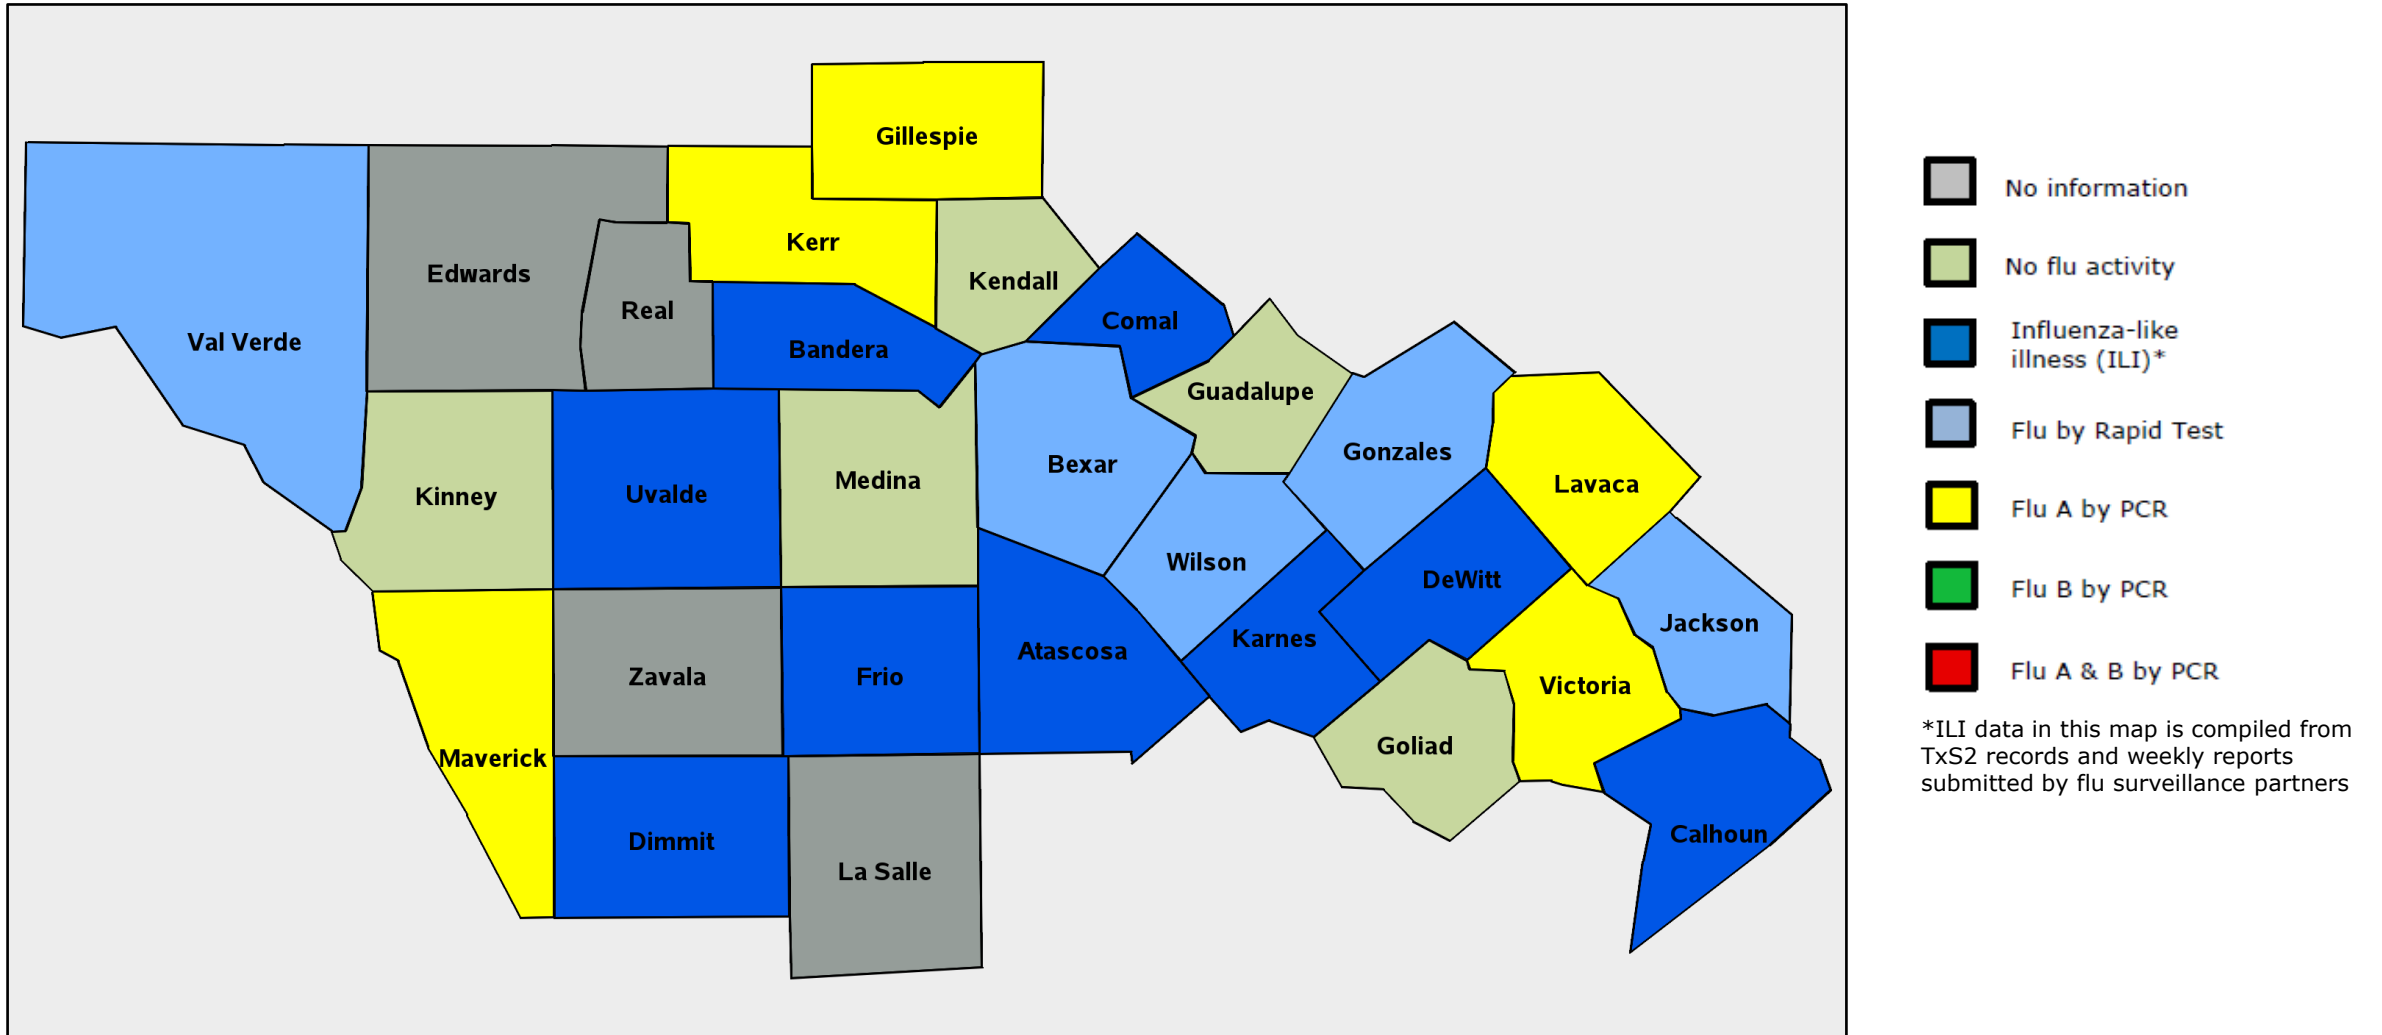 Gillespie
Kerr
Edwards
Kendall
Real
Comal
Val Verde
Bandera
Guadalupe
Gonzales
Bexar
Medina
Lavaca
Uvalde
Kinney
Wilson
DeWitt
Jackson
Karnes
Atascosa
Zavala
Frio
Victoria
Goliad
Maverick
Calhoun
Dimmit
La Salle
No information
No flu activity
Influenza-like
illness (ILI)*
Flu by Rapid Test
Flu A by PCR
Flu B by PCR
Flu A & B by PCR
*ILI data in this map is compiled from
TxS2 records and weekly reports
submitted by flu surveillance partners